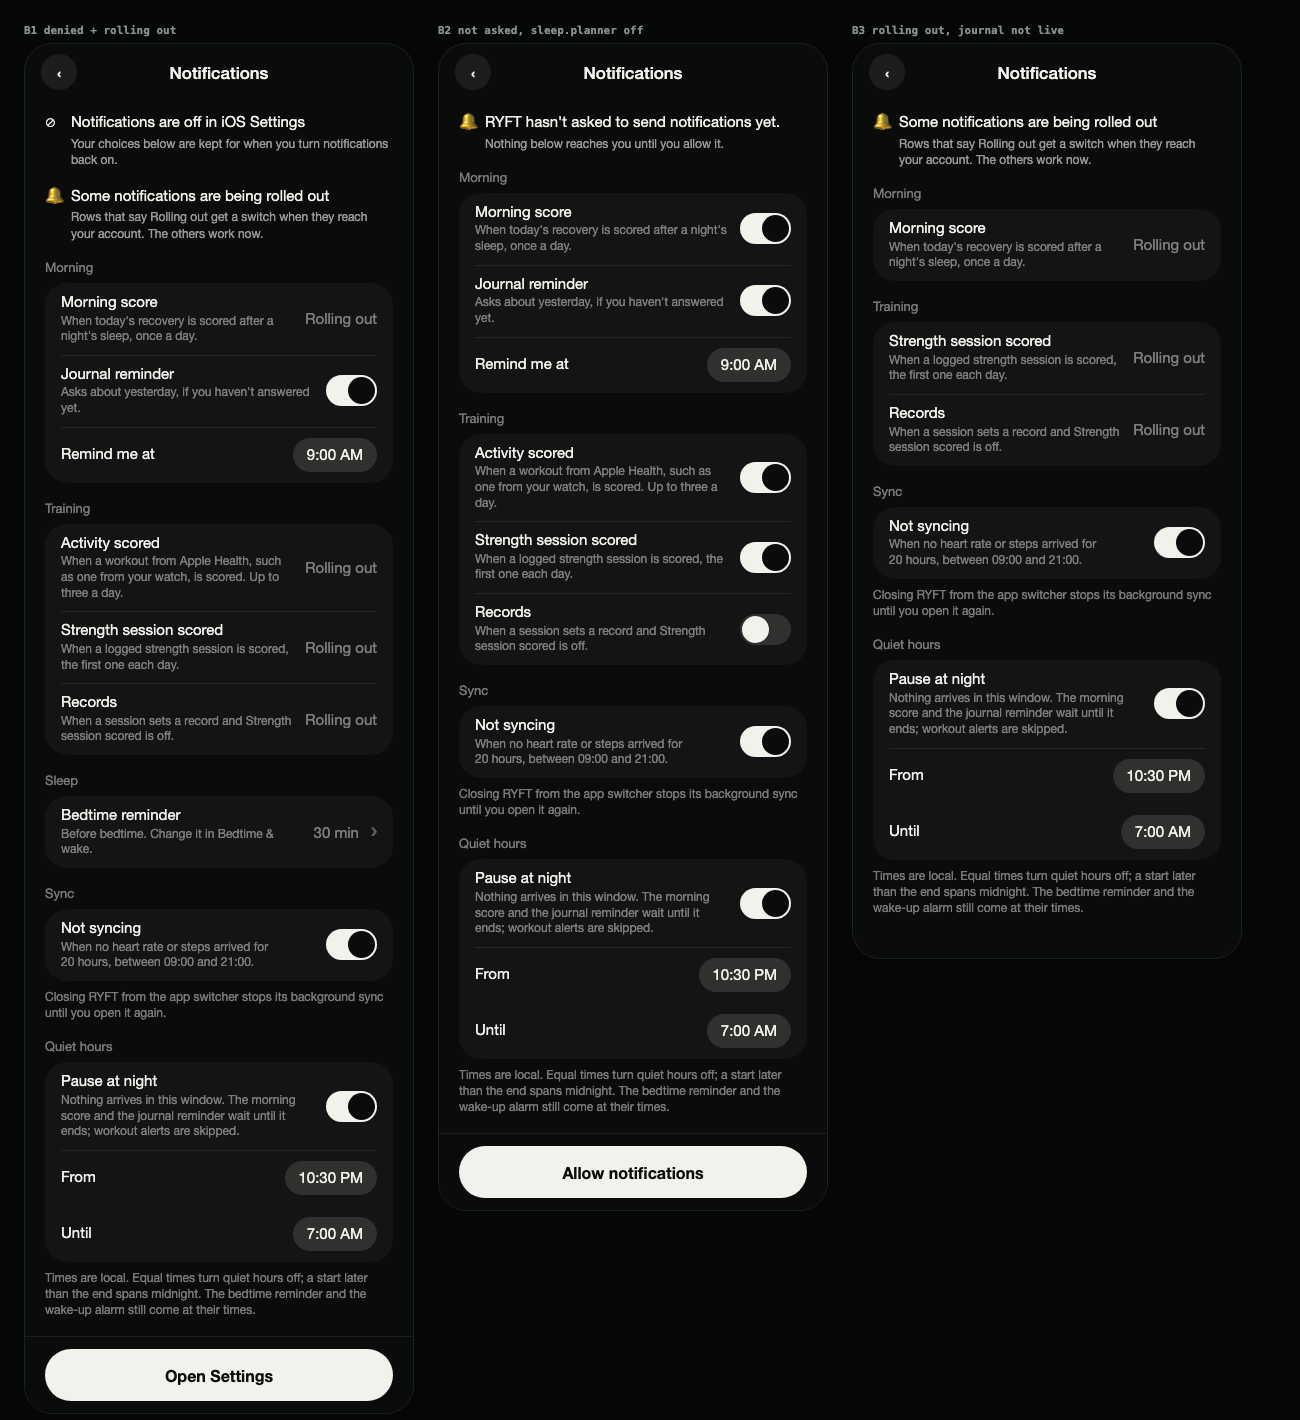 B1 denied + rolling out
Notifications
Notifications are off in iOS Settings
Your choices below are kept for when you turn notifications
back on.
Some notifications are being rolled out
Rows that say Rolling out get a switch when they reach
your account. The others work now.
Morning
Morning score
When today's recovery is scored after a
night's sleep, once a day.
Rolling out
Journal reminder
Asks about yesterday, if you haven't answered
yet.
Remind me at
9:00 AM
Training
Activity scored
When a workout from Apple Health, such
as one from your watch, is scored. Up to
three a day.
Rolling out
Strength session scored
When a logged strength session is scored,
the first one each day.
Rolling out
Records
When a session sets a record and Strength
session scored is off.
Rolling out
Sleep
Bedtime reminder
Before bedtime. Change it in Bedtime &
wake.
30 min
Sync
Not syncing
When no heart rate or steps arrived for
20 hours, between 09:00 and 21:00.
Closing RYFT from the app switcher stops its background sync
until you open it again.
Quiet hours
Pause at night
Nothing arrives in this window. The morning
score and the journal reminder wait until it
ends; workout alerts are skipped.
From
10:30 PM
Until
7:00 AM
Times are local. Equal times turn quiet hours off; a start later
than the end spans midnight. The bedtime reminder and the
wake-up alarm still come at their times.
Open Settings
B2 not asked, sleep.planner off
Notifications
RYFT hasn't asked to send notifications yet.
Nothing below reaches you until you allow it.
Morning
Morning score
When today's recovery is scored after a night's
sleep, once a day.
Journal reminder
Asks about yesterday, if you haven't answered
yet.
Remind me at
9:00 AM
Training
Activity scored
When a workout from Apple Health, such as
one from your watch, is scored. Up to three a
day.
Strength session scored
When a logged strength session is scored, the
first one each day.
Records
When a session sets a record and Strength
session scored is off.
Sync
Not syncing
When no heart rate or steps arrived for
20 hours, between 09:00 and 21:00.
Closing RYFT from the app switcher stops its background sync
until you open it again.
Quiet hours
Pause at night
Nothing arrives in this window. The morning
score and the journal reminder wait until it
ends; workout alerts are skipped.
From
10:30 PM
Until
7:00 AM
Times are local. Equal times turn quiet hours off; a start later
than the end spans midnight. The bedtime reminder and the
wake-up alarm still come at their times.
Allow notifications
B3 rolling out, journal not live
Notifications
Some notifications are being rolled out
Rows that say Rolling out get a switch when they reach
your account. The others work now.
Morning
Morning score
When today's recovery is scored after a
night's sleep, once a day.
Rolling out
Training
Strength session scored
When a logged strength session is scored,
the first one each day.
Rolling out
Records
When a session sets a record and Strength
session scored is off.
Rolling out
Sync
Not syncing
When no heart rate or steps arrived for
20 hours, between 09:00 and 21:00.
Closing RYFT from the app switcher stops its background sync
until you open it again.
Quiet hours
Pause at night
Nothing arrives in this window. The morning
score and the journal reminder wait until it
ends; workout alerts are skipped.
From
10:30 PM
Until
7:00 AM
Times are local. Equal times turn quiet hours off; a start later
than the end spans midnight. The bedtime reminder and the
wake-up alarm still come at their times.